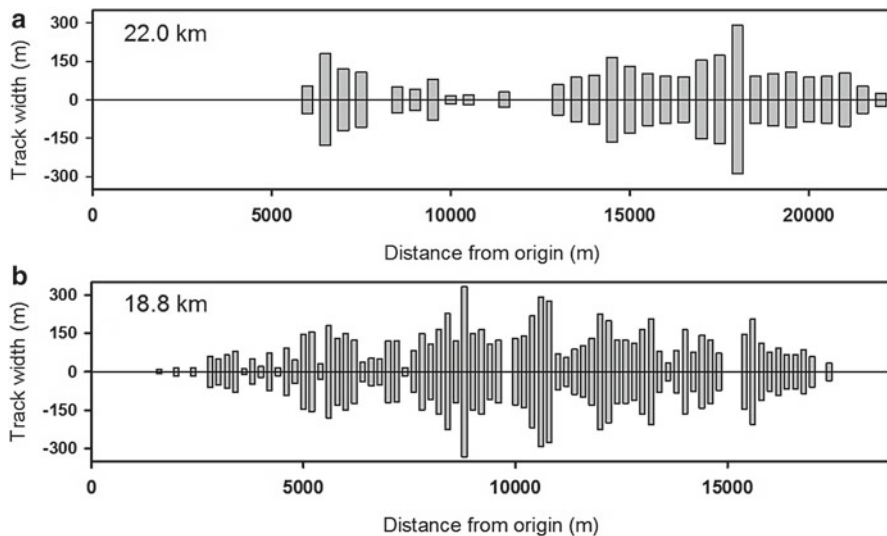 a
22.0 km
Track width (m)
300
150
0
-150
-300
0 5000 10000 15000 20000
Distance from origin (m)
b
18.8 km
Track width (m)
300
150
0
-150
-300
0 5000 10000 15000
Distance from origin (m)